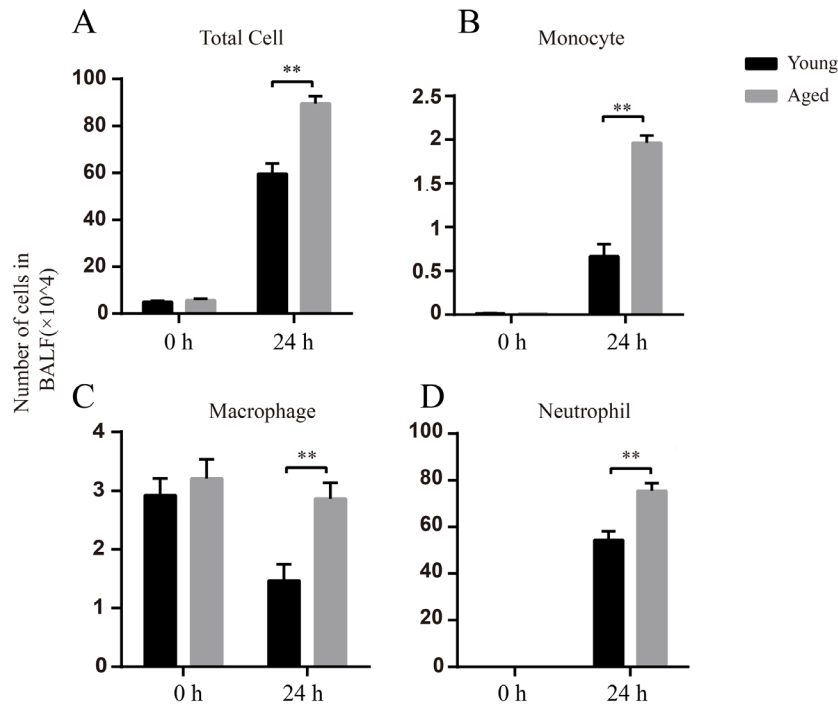 A
Total Cell
**
100
80
60
40
20
0
0 h
24 h
B
Monocyte
**
2.5
2
1.5
1
0.5
0
0 h
24 h
Young
Aged
Number of cells in
BALF(×10^4)
C
Macrophage
**
4
3
2
1
0
0 h
24 h
D
Neutrophil
**
100
80
60
40
20
0
0 h
24 h